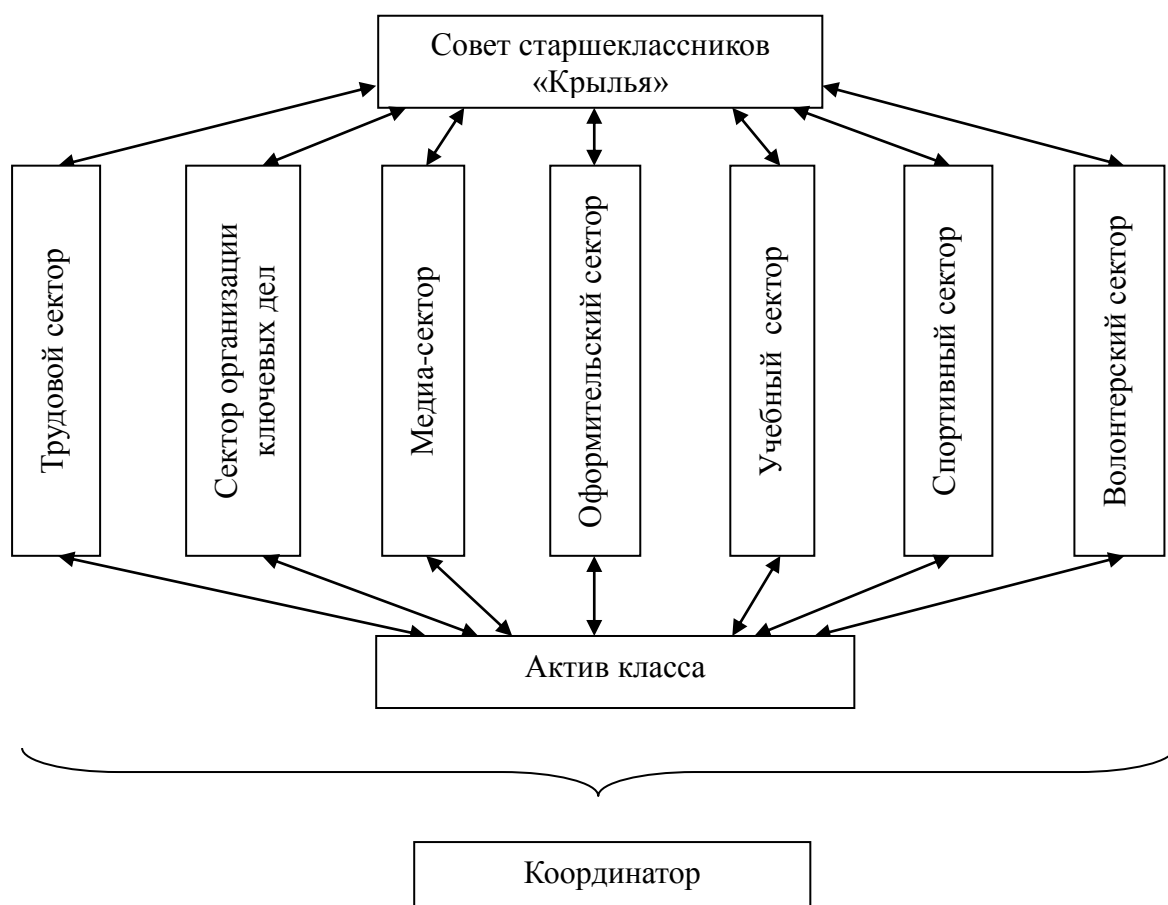 Совет старшеклассников
«Крылья»
Трудовой сектор
Сектор организации
ключевых дел
Медиа-сектор
Оформительский сектор
Учебный сектор
Спортивный сектор
Волонтерский сектор
Актив класса
Координатор